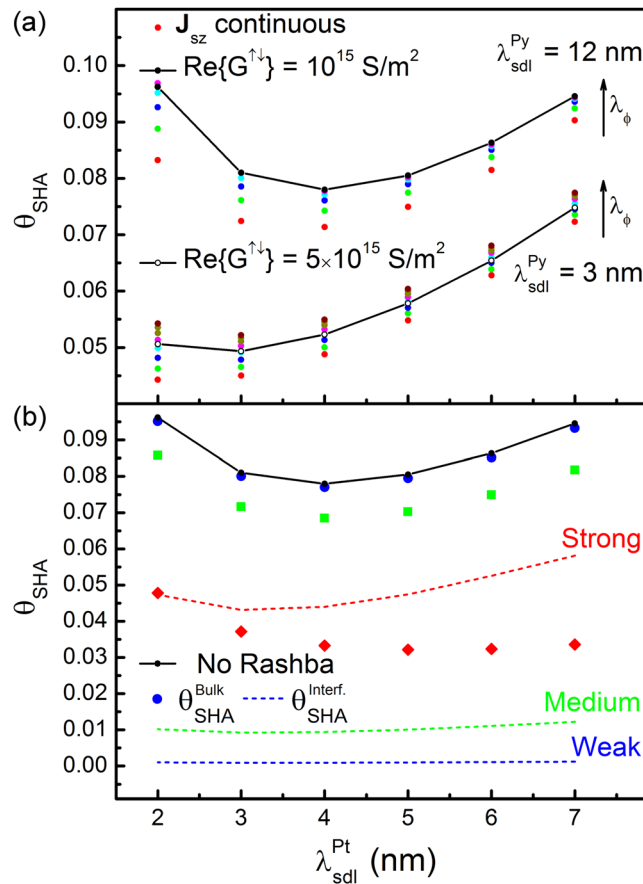 (a)
J_sz continuous
Re{G^↑↓} = 10^15 S/m^2
λ_sdl^Py = 12 nm
λ_ϕ
0.10
0.09
0.08
0.07
0.06
0.05
θ_SHA
λ_ϕ
Re{G^↑↓} = 5×10^15 S/m^2
λ_sdl^Py = 3 nm
(b)
0.09
0.08
0.07
0.06
0.05
0.04
0.03
0.02
0.01
0.00
θ_SHA
Strong
No Rashba
θ_SHA^Bulk θ_SHA^Interf.
Medium
Weak
2 3 4 5 6 7
λ_sdl^Pt (nm)